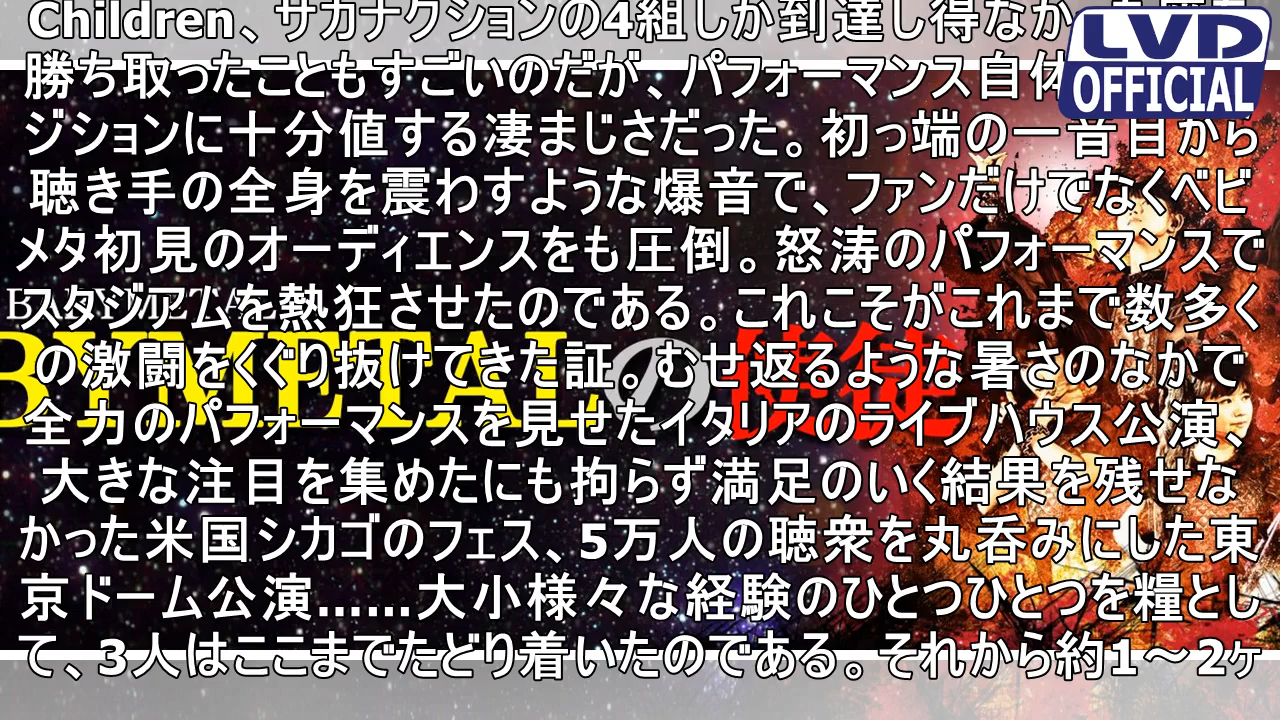 Children、サカナクションの4組しか到達し得なか
勝ち取ったこともすごいのだが、パフォーマンス自体
ジションに十分値する凄まじさだった。初っ端の一音目から
聴き手の全身を震わすような爆音で、ファンだけでなくベビ
メタ初見のオーディエンスをも圧倒。怒涛のパフォーマンスで
スタジアムを熱狂させたのである。これこそがこれまで数多く
の激闘をくぐり抜けてきた証。むせ返るような暑さのなかで
全力のパフォーマンスを見せたイタリアのライブハウス公演、
大きな注目を集めたにも拘らず満足のいく結果を残せな
かった米国シカゴのフェス、5万人の聴衆を丸呑みにした東
京ドーム公演……大小様々な経験のひとつひとつを糧とし
て、3人はここまでたどり着いたのである。それから約1〜2ヶ
LVD
OFFICIAL
BABYMETAL
BYMETALの使徒